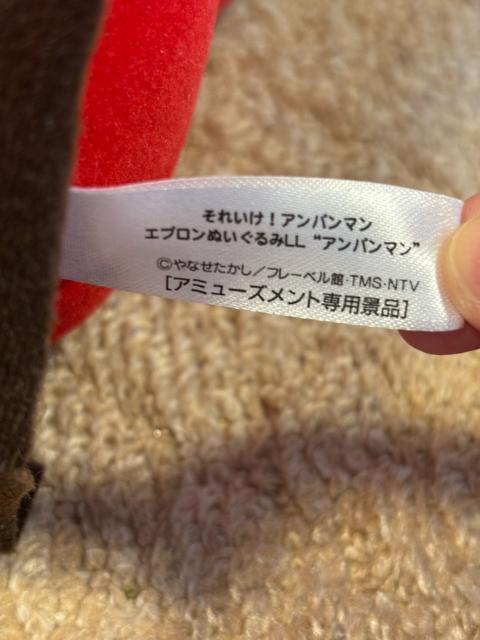 それいけ!アンパンマン
エプロンぬいぐるみLL “アンパンマン”
©やなせたかし/フレーベル館・TMS・NTV
[アミューズメント専用景品]